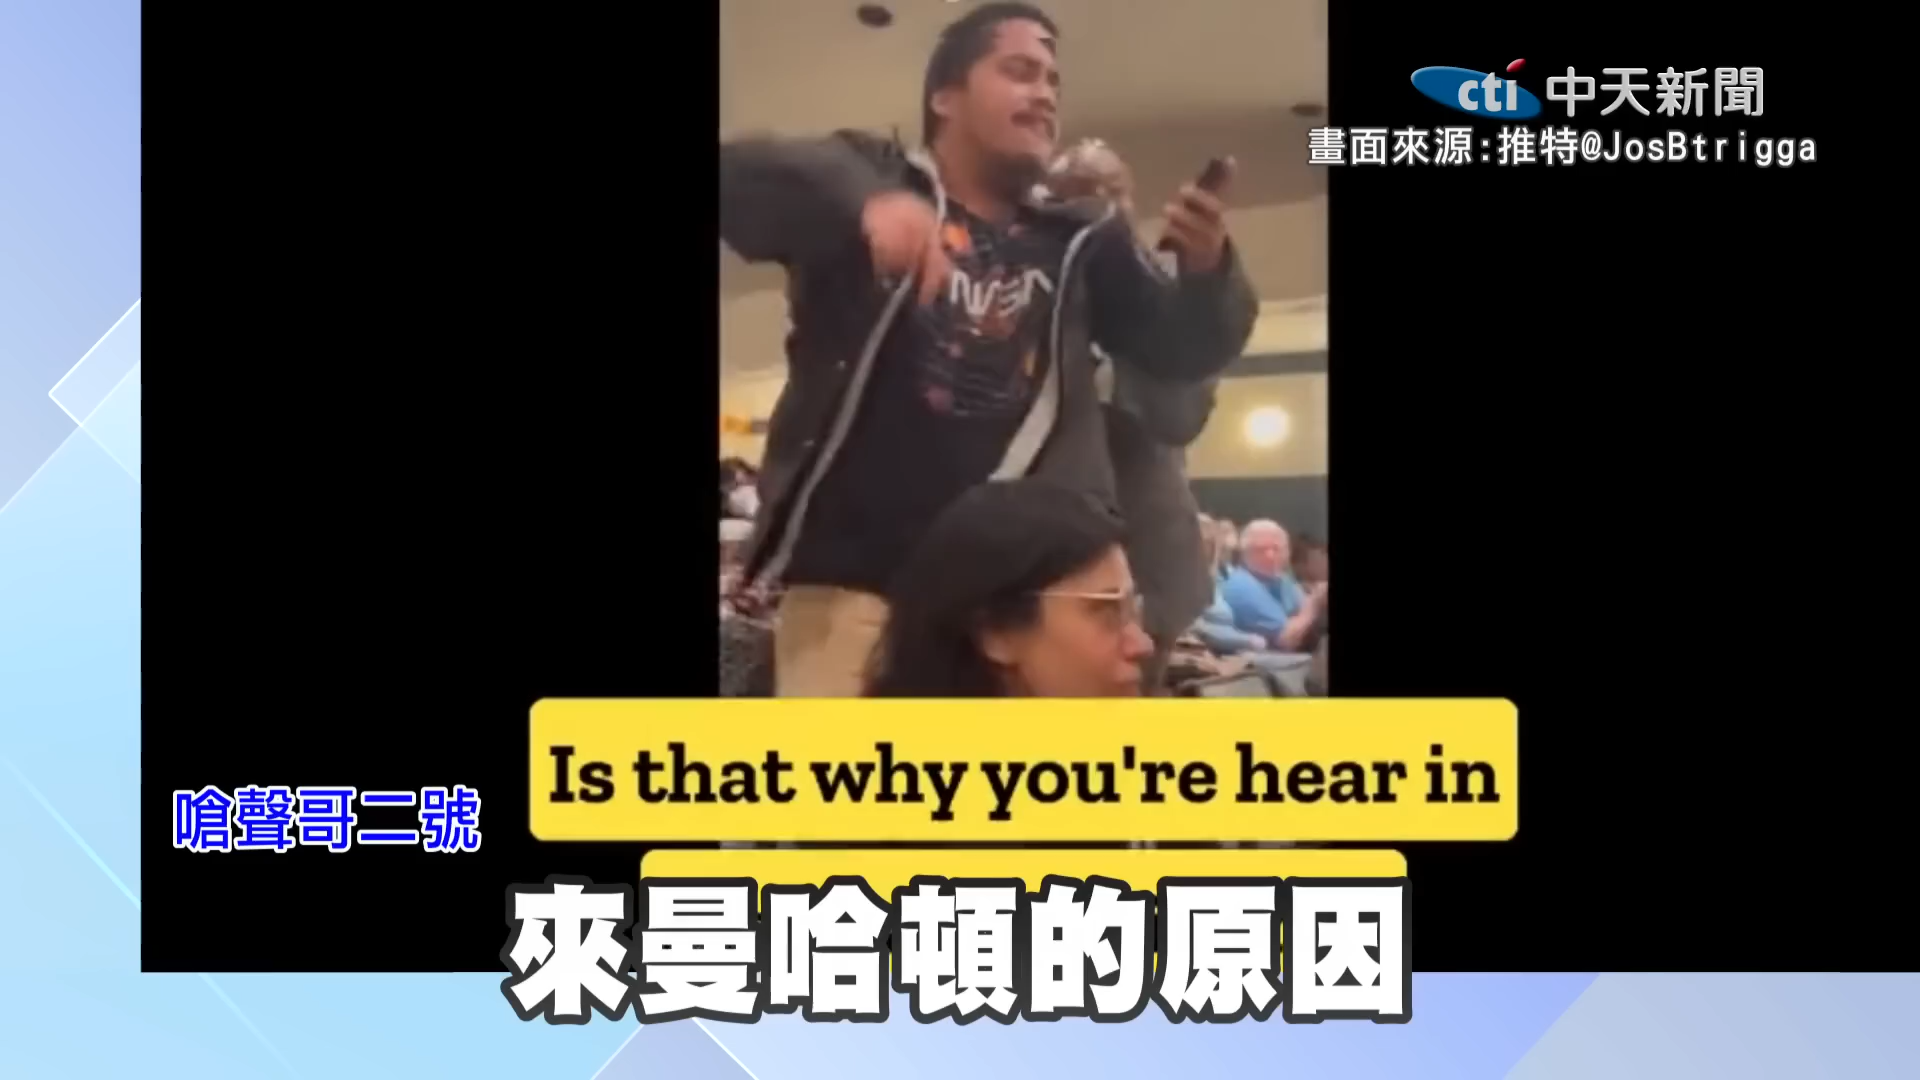 cti 中天新聞
畫面來源:推特@JosBtrigga
NASA
Is that why you're hear in
嗆聲哥二號
來曼哈頓的原因